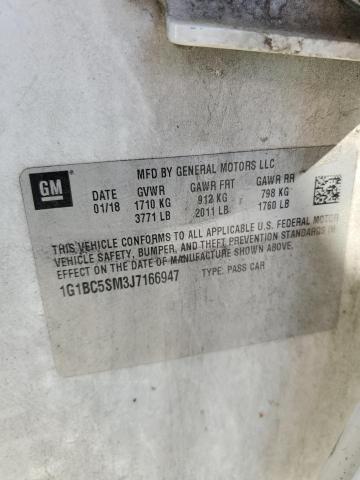 MFD BY GENERAL MOTORS LLC
GM
DATE GVWR GAWR FRT GAWR RR
01/18 1710 KG 912 KG 798 KG
3771 LB 2011 LB 1760 LB
THIS VEHICLE CONFORMS TO ALL APPLICABLE U.S. FEDERAL MOTOR
VEHICLE SAFETY, BUMPER, AND THEFT PREVENTION STANDARDS IN
EFFECT ON THE DATE OF MANUFACTURE SHOWN ABOVE.
1G1BC5SM3J7166947 TYPE: PASS CAR